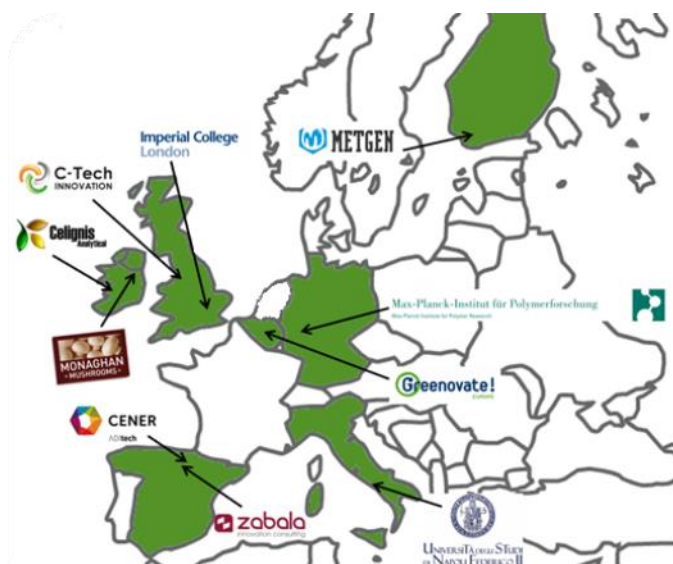 Imperial College
London
METGEN
C-Tech
INNOVATION
Celignis
Analytical
Max-Planck-Institut für Polymerforschung
Max Planck Institute for Polymer Research
MONAGHAN
• MUSHROOMS •
Greenovate!
EUROPE
CENER
ADItech
zabala
innovation consulting
UNIVERSITÀ DEGLI STUDI
DI NAPOLI FEDERICO II